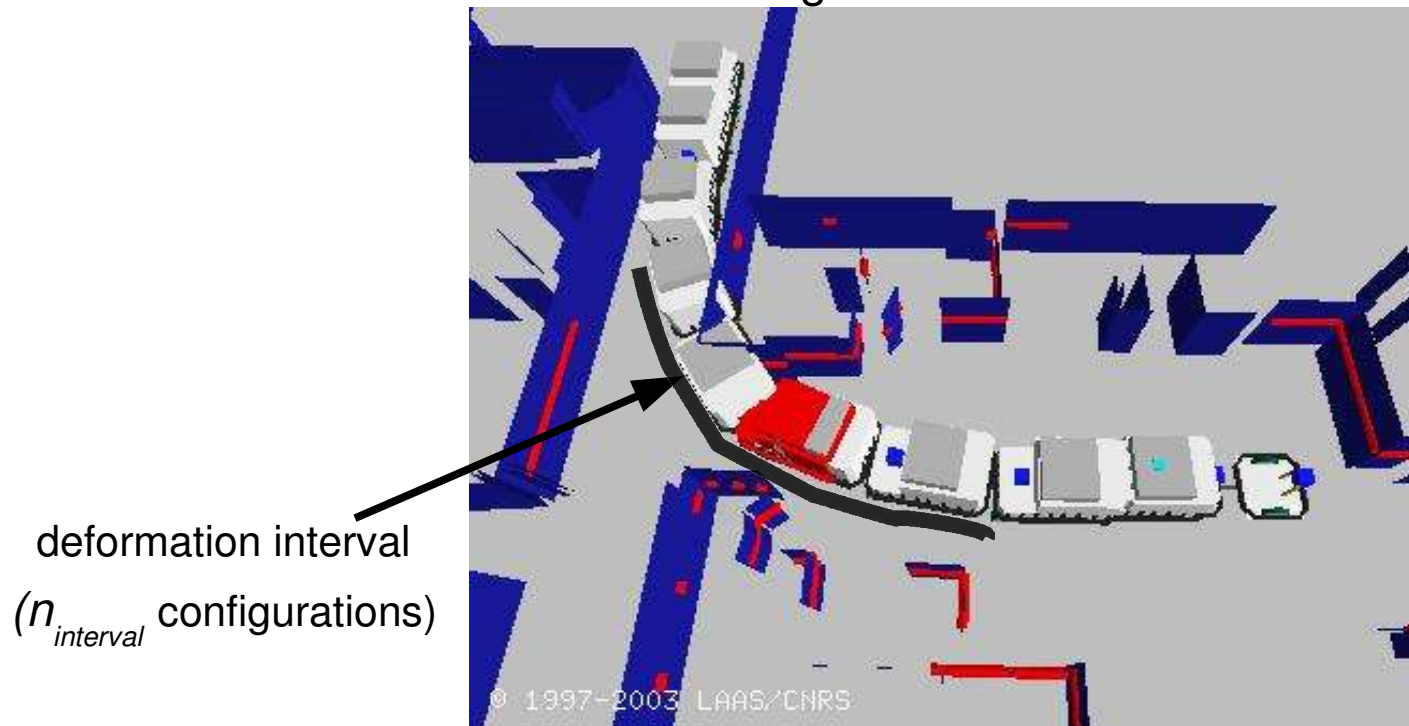 deformation interval
(n_interval configurations)
© 1997-2003 LAAS/CNRS